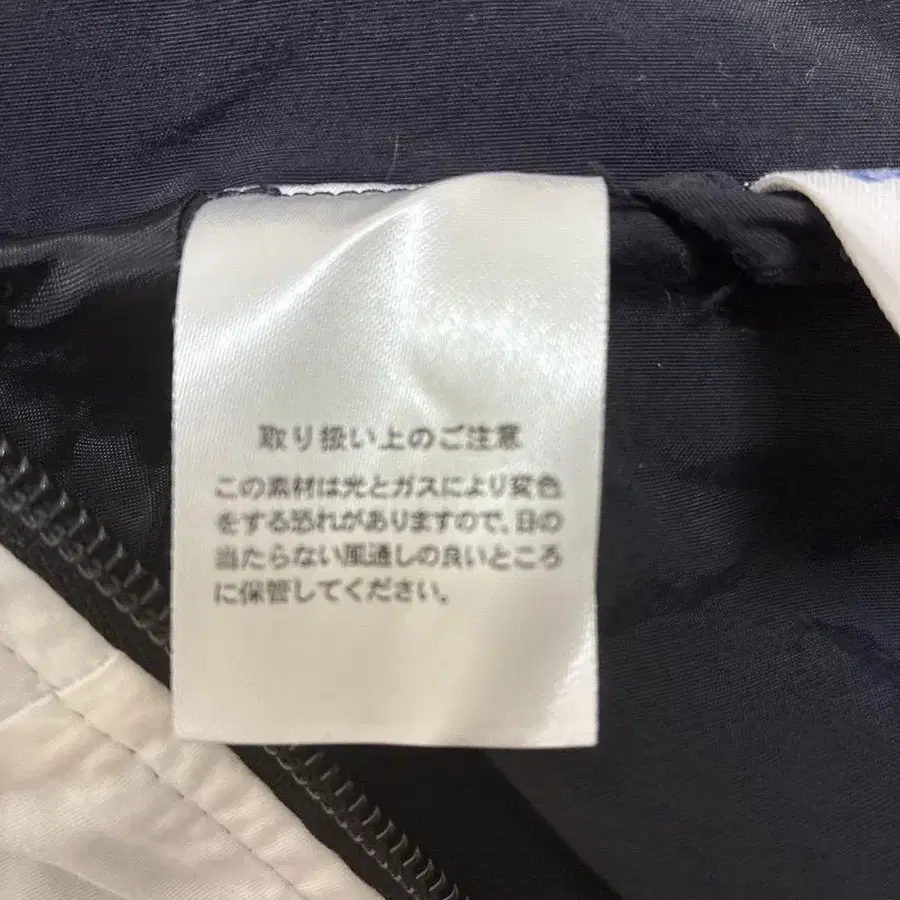 取り扱い上のご注意
この素材は光とガスにより変色
をする恐れがありますので、日の
当たらない風通しの良いところ
に保管してください。